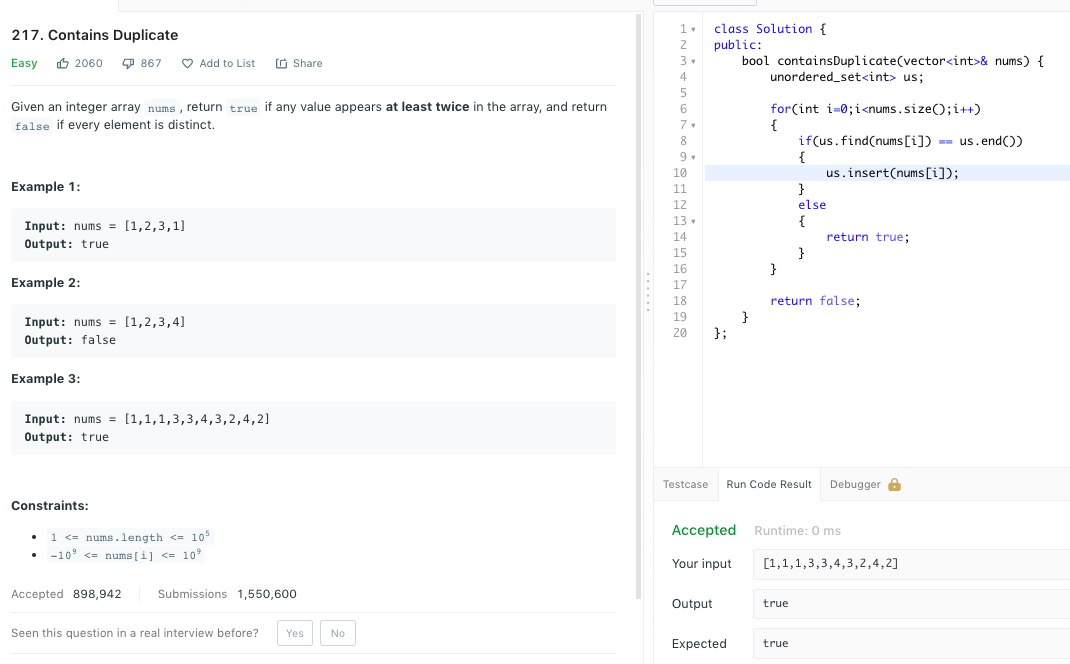 217. Contains Duplicate
Easy 2060 867 Add to List Share
Given an integer array nums, return true if any value appears at least twice in the array, and return
false if every element is distinct.
Example 1:
Input: nums = [1,2,3,1]
Output: true
Example 2:
Input: nums = [1,2,3,4]
Output: false
Example 3:
Input: nums = [1,1,1,3,3,4,3,2,4,2]
Output: true
Constraints:
• 1 <= nums.length <= 10⁵
• -10⁹ <= nums[i] <= 10⁹
Accepted 898,942 Submissions 1,550,600
Seen this question in a real interview before? Yes No
1 class Solution {
2 public:
3     bool containsDuplicate(vector<int>& nums) {
4         unordered_set<int> us;
5
6         for(int i=0;i<nums.size();i++)
7         {
8             if(us.find(nums[i]) == us.end())
9             {
10                 us.insert(nums[i]);
11             }
12             else
13             {
14                 return true;
15             }
16         }
17
18         return false;
19     }
20 };
Testcase Run Code Result Debugger
Accepted Runtime: 0 ms
Your input [1,1,1,3,3,4,3,2,4,2]
Output true
Expected true